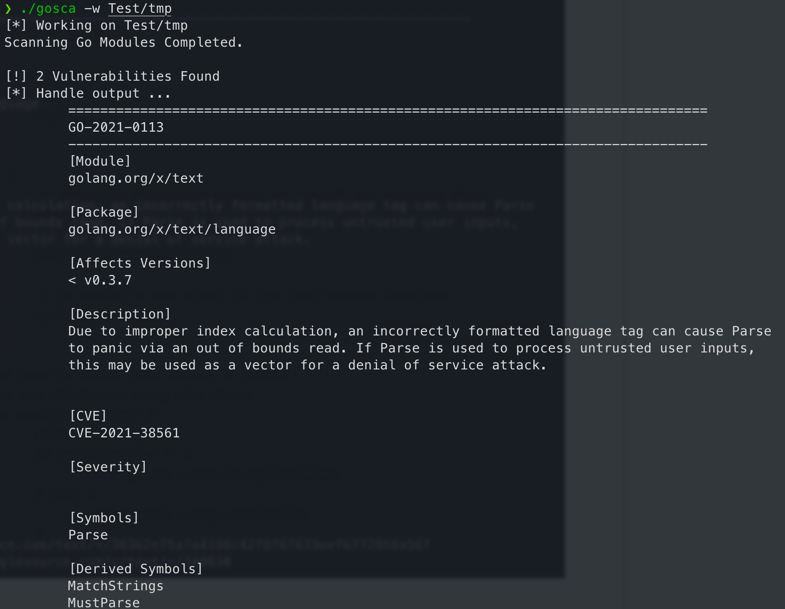 ❯ ./gosca -w Test/tmp
[*] Working on Test/tmp
Scanning Go Modules Completed.
[!] 2 Vulnerabilities Found
[*] Handle output ...
================================================================================
GO-2021-0113
--------------------------------------------------------------------------------
[Module]
golang.org/x/text
[Package]
golang.org/x/text/language
[Affects Versions]
< v0.3.7
[Description]
Due to improper index calculation, an incorrectly formatted language tag can cause Parse
to panic via an out of bounds read. If Parse is used to process untrusted user inputs,
this may be used as a vector for a denial of service attack.
[CVE]
CVE-2021-38561
[Severity]
[Symbols]
Parse
[Derived Symbols]
MatchStrings
MustParse